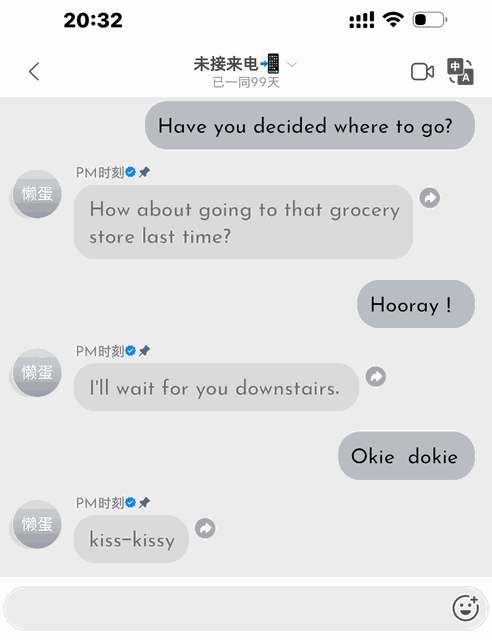 20:32
未接来电📲
已一同99天
中
A
Have you decided where to go?
PM时刻
懒蛋
How about going to that grocery
store last time?
Hooray！
PM时刻
懒蛋
I'll wait for you downstairs.
Okie dokie
PM时刻
懒蛋
kiss-kissy